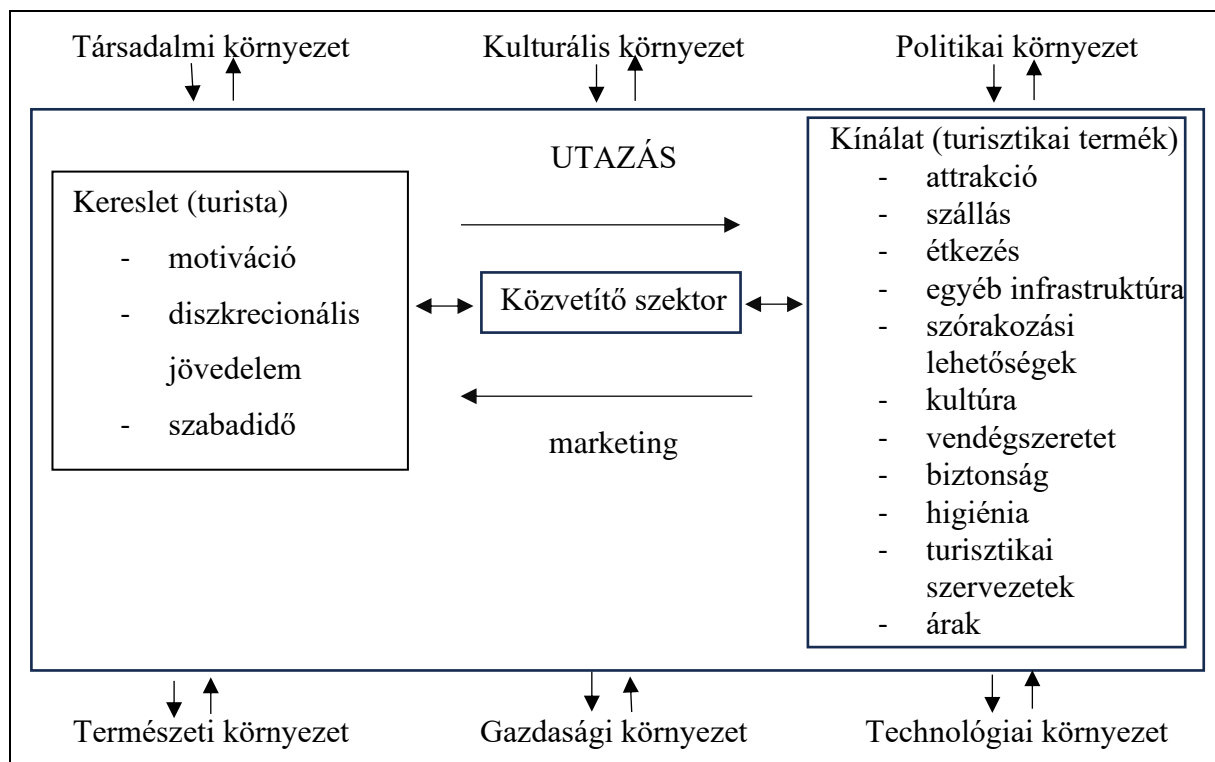 Társadalmi környezet
Kulturális környezet
Politikai környezet
UTAZÁS
Kereslet (turista)
- motiváció
- diszkrecionális
jövedelem
- szabadidő
Közvetítő szektor
marketing
Kínálat (turisztikai termék)
- attrakció
- szállás
- étkezés
- egyéb infrastruktúra
- szórakozási
lehetőségek
- kultúra
- vendégszeretet
- biztonság
- higiénia
- turisztikai
szervezetek
- árak
Természeti környezet
Gazdasági környezet
Technológiai környezet